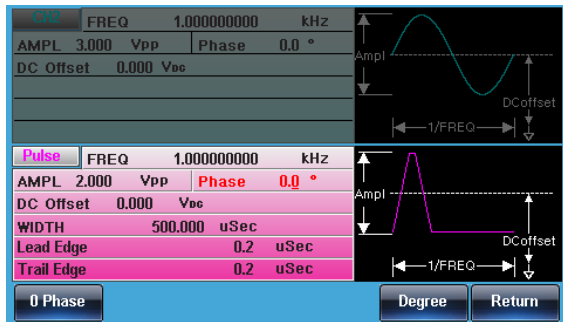 CH2 FREQ 1.000000000 kHz
AMPL 3.000 Vpp Phase 0.0 °
DC Offset 0.000 VDC
Ampl
DCoffset
1/FREQ
Pulse FREQ 1.000000000 kHz
AMPL 2.000 Vpp Phase 0.0 °
DC Offset 0.000 VDC
WIDTH 500.000 uSec
Lead Edge 0.2 uSec
Trail Edge 0.2 uSec
Ampl
DCoffset
1/FREQ
0 Phase Degree Return